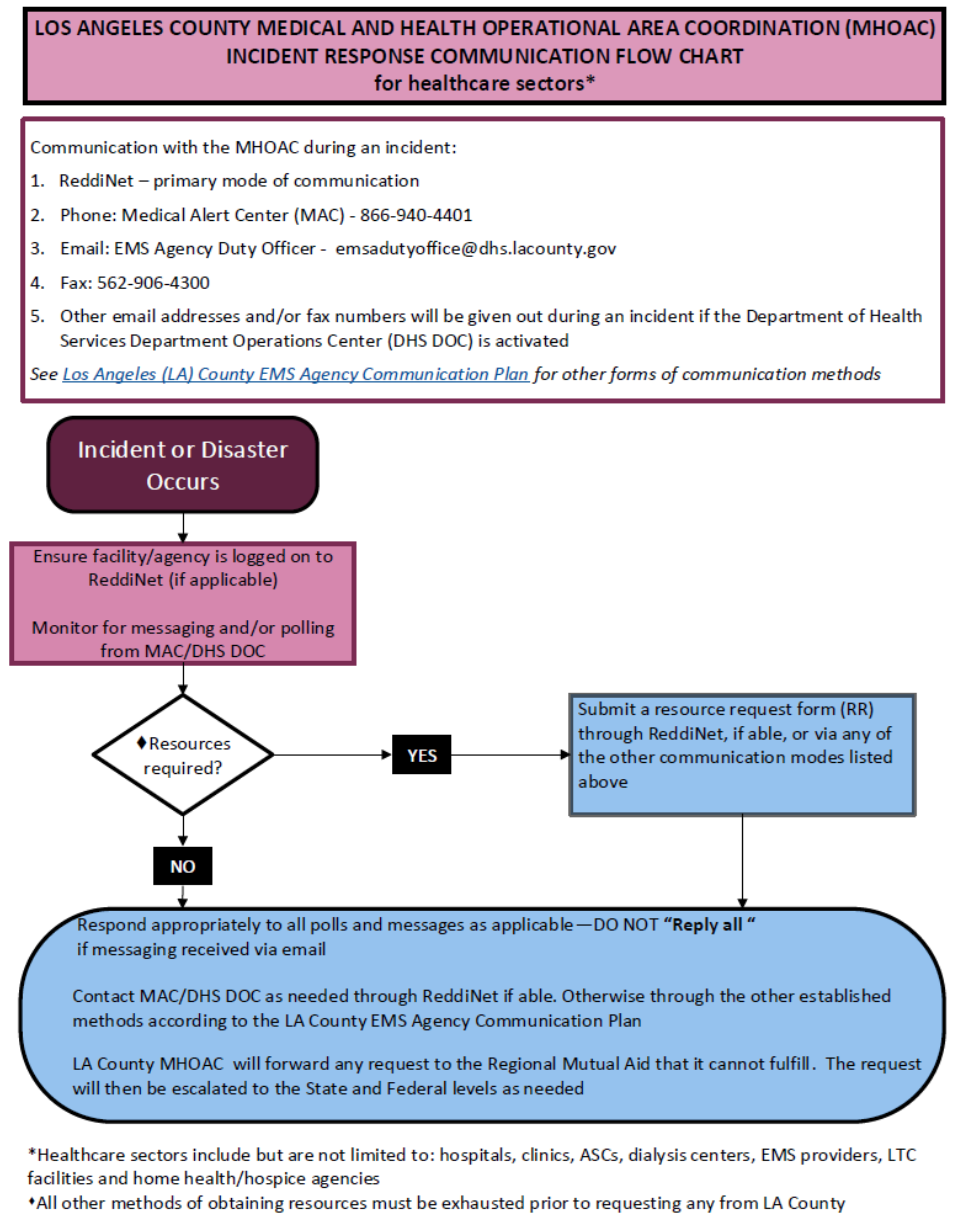 LOS ANGELES COUNTY MEDICAL AND HEALTH OPERATIONAL AREA COORDINATION (MHOAC)
INCIDENT RESPONSE COMMUNICATION FLOW CHART
for healthcare sectors*
Communication with the MHOAC during an incident:
1. ReddiNet – primary mode of communication
2. Phone: Medical Alert Center (MAC) - 866-940-4401
3. Email: EMS Agency Duty Officer - emsadutyoffice@dhs.lacounty.gov
4. Fax: 562-906-4300
5. Other email addresses and/or fax numbers will be given out during an incident if the Department of Health
Services Department Operations Center (DHS DOC) is activated
See Los Angeles (LA) County EMS Agency Communication Plan for other forms of communication methods
Incident or Disaster
Occurs
Ensure facility/agency is logged on to
ReddiNet (if applicable)
Monitor for messaging and/or polling
from MAC/DHS DOC
♦Resources
required?
YES
Submit a resource request form (RR)
through ReddiNet, if able, or via any of
the other communication modes listed
above
NO
Respond appropriately to all polls and messages as applicable—DO NOT “Reply all “
if messaging received via email
Contact MAC/DHS DOC as needed through ReddiNet if able. Otherwise through the other established
methods according to the LA County EMS Agency Communication Plan
LA County MHOAC will forward any request to the Regional Mutual Aid that it cannot fulfill. The request
will then be escalated to the State and Federal levels as needed
*Healthcare sectors include but are not limited to: hospitals, clinics, ASCs, dialysis centers, EMS providers, LTC
facilities and home health/hospice agencies
♦All other methods of obtaining resources must be exhausted prior to requesting any from LA County